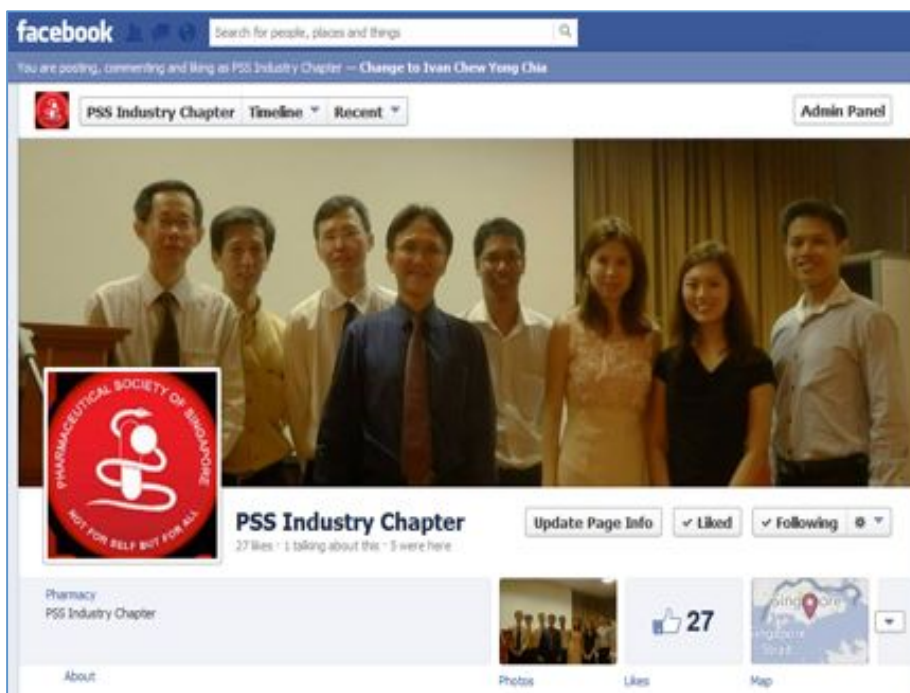 facebook
Search for people, places and things
You are posting, commenting and liking as PSS Industry Chapter — Change to Ivan Chew Yong Chia
PSS Industry Chapter Timeline Recent
Admin Panel
PHARMACEUTICAL SOCIETY OF SINGAPORE
NOT FOR SELF BUT FOR ALL
PSS Industry Chapter
27 likes · 1 talking about this · 5 were here
Update Page Info
✓ Liked
✓ Following
Pharmacy
PSS Industry Chapter
About
27
Singapore
Singapore
Strait
Photos
Likes
Map